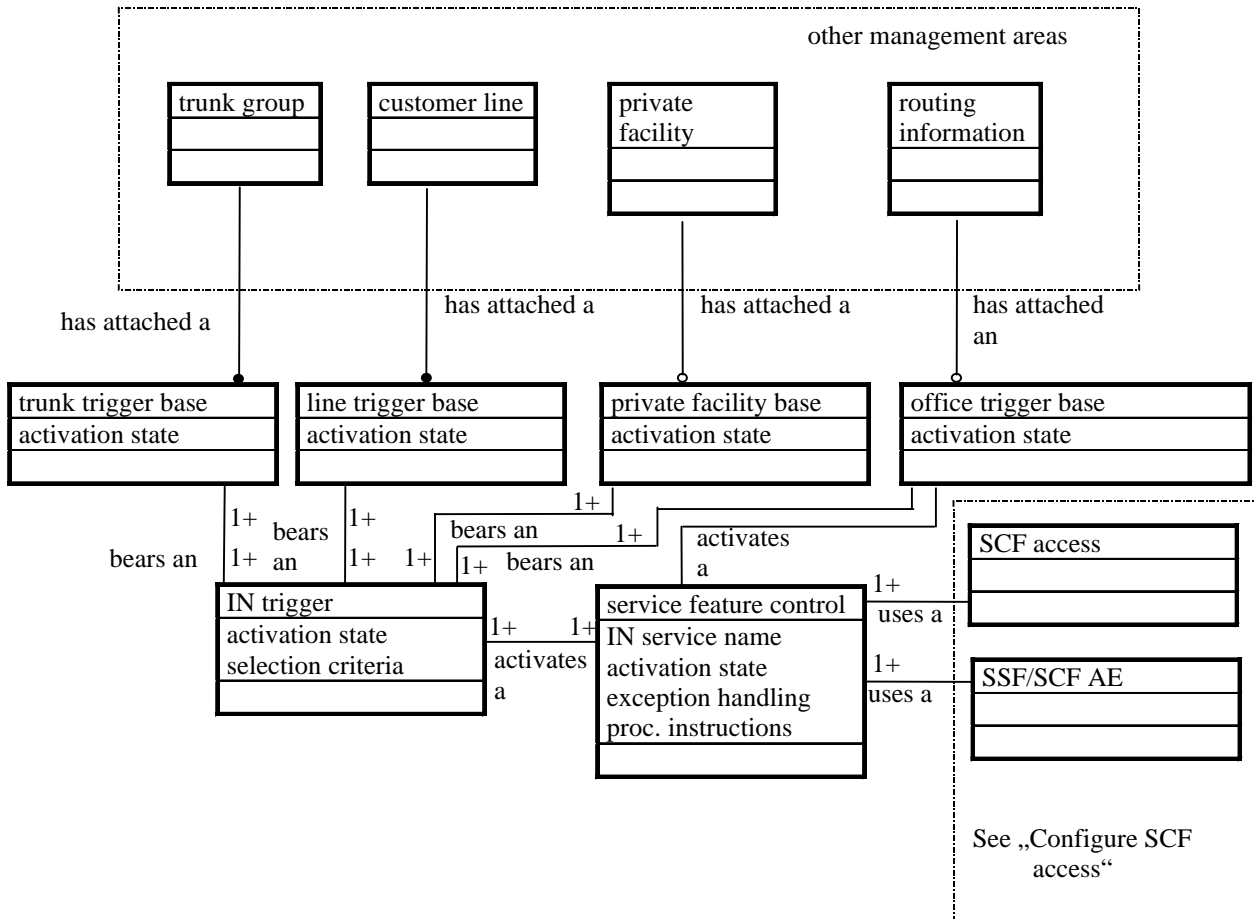 other management areas
trunk group
customer line
private
facility
routing
information
has attached a
has attached a
has attached a
has attached
an
trunk trigger base
activation state
line trigger base
activation state
private facility base
activation state
office trigger base
activation state
1+
1+
bears an
1+
1+
bears
an
1+
1+
bears an
1+
1+
bears an
activates
a
IN trigger
activation state
selection criteria
1+
1+
activates
a
service feature control
IN service name
activation state
exception handling
proc. instructions
1+
uses a
1+
uses a
SCF access
SSF/SCF AE
See „Configure SCF
access“